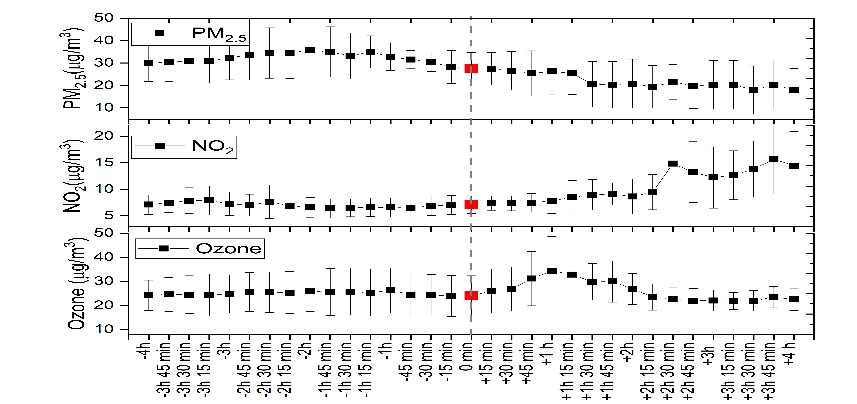 50
40
30
20
10
PM2.5(μg/m³)
PM2.5
20
15
10
5
NO2(μg/m³)
NO2
50
40
30
20
10
Ozone (μg/m³)
Ozone
-4h
-3h 45 min
-3h 30 min
-3h 15 min
-3h
-2h 45 min
-2h 30 min
-2h 15 min
-2h
-1h 45 min
-1h 30 min
-1h 15 min
-1h
-45 min
-30 min
-15 min
0 min
+15 min
+30 min
+45 min
+1 h
+1h 15 min
+1h 30 min
+1h 45 min
+2h
+2h 15 min
+2h 30 min
+2h 45 min
+3h
+3h 15 min
+3h 30 min
+3h 45 min
+4 h